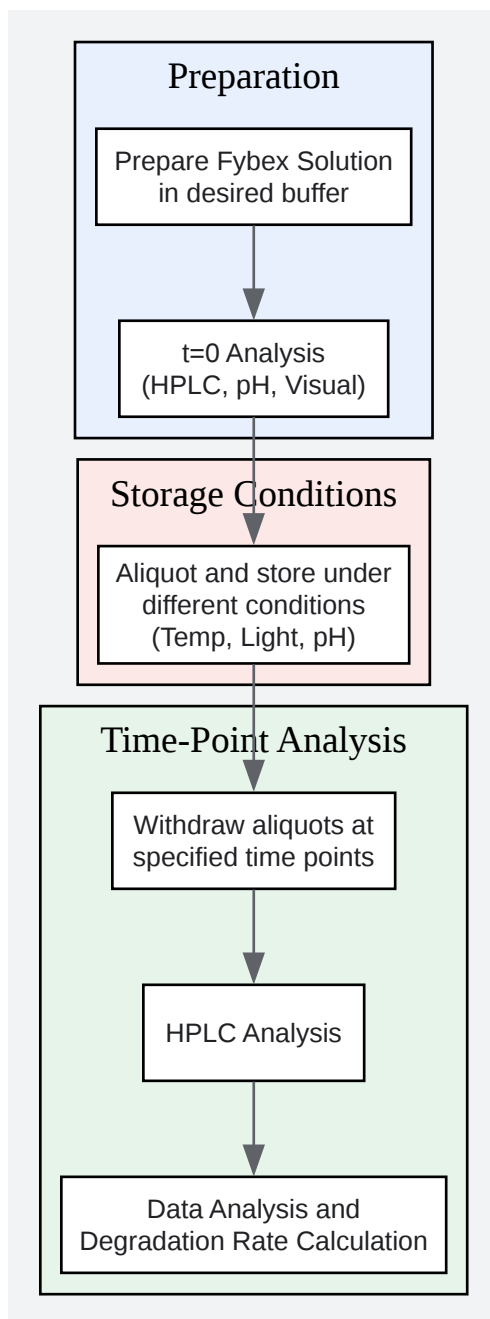 Preparation
Prepare Fybex Solution
in desired buffer
t=0 Analysis
(HPLC, pH, Visual)
Storage Conditions
Aliquot and store under
different conditions
(Temp, Light, pH)
Time-Point Analysis
Withdraw aliquots at
specified time points
HPLC Analysis
Data Analysis and
Degradation Rate Calculation